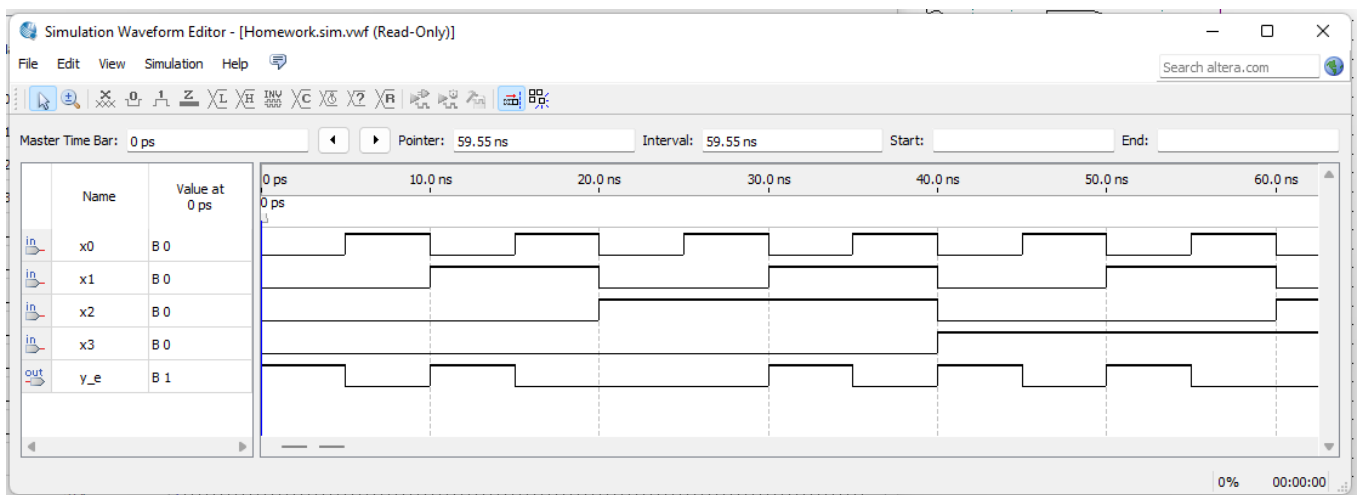 Simulation Waveform Editor - [Homework.sim.vwf (Read-Only)]
File Edit View Simulation Help
Search altera.com
Master Time Bar: 0 ps Pointer: 59.55 ns Interval: 59.55 ns Start: End:
Name Value at 0 ps
0 ps 10.0 ns 20.0 ns 30.0 ns 40.0 ns 50.0 ns 60.0 ns
0 ps
in x0 B 0
in x1 B 0
in x2 B 0
in x3 B 0
out y_e B 1
0% 00:00:00